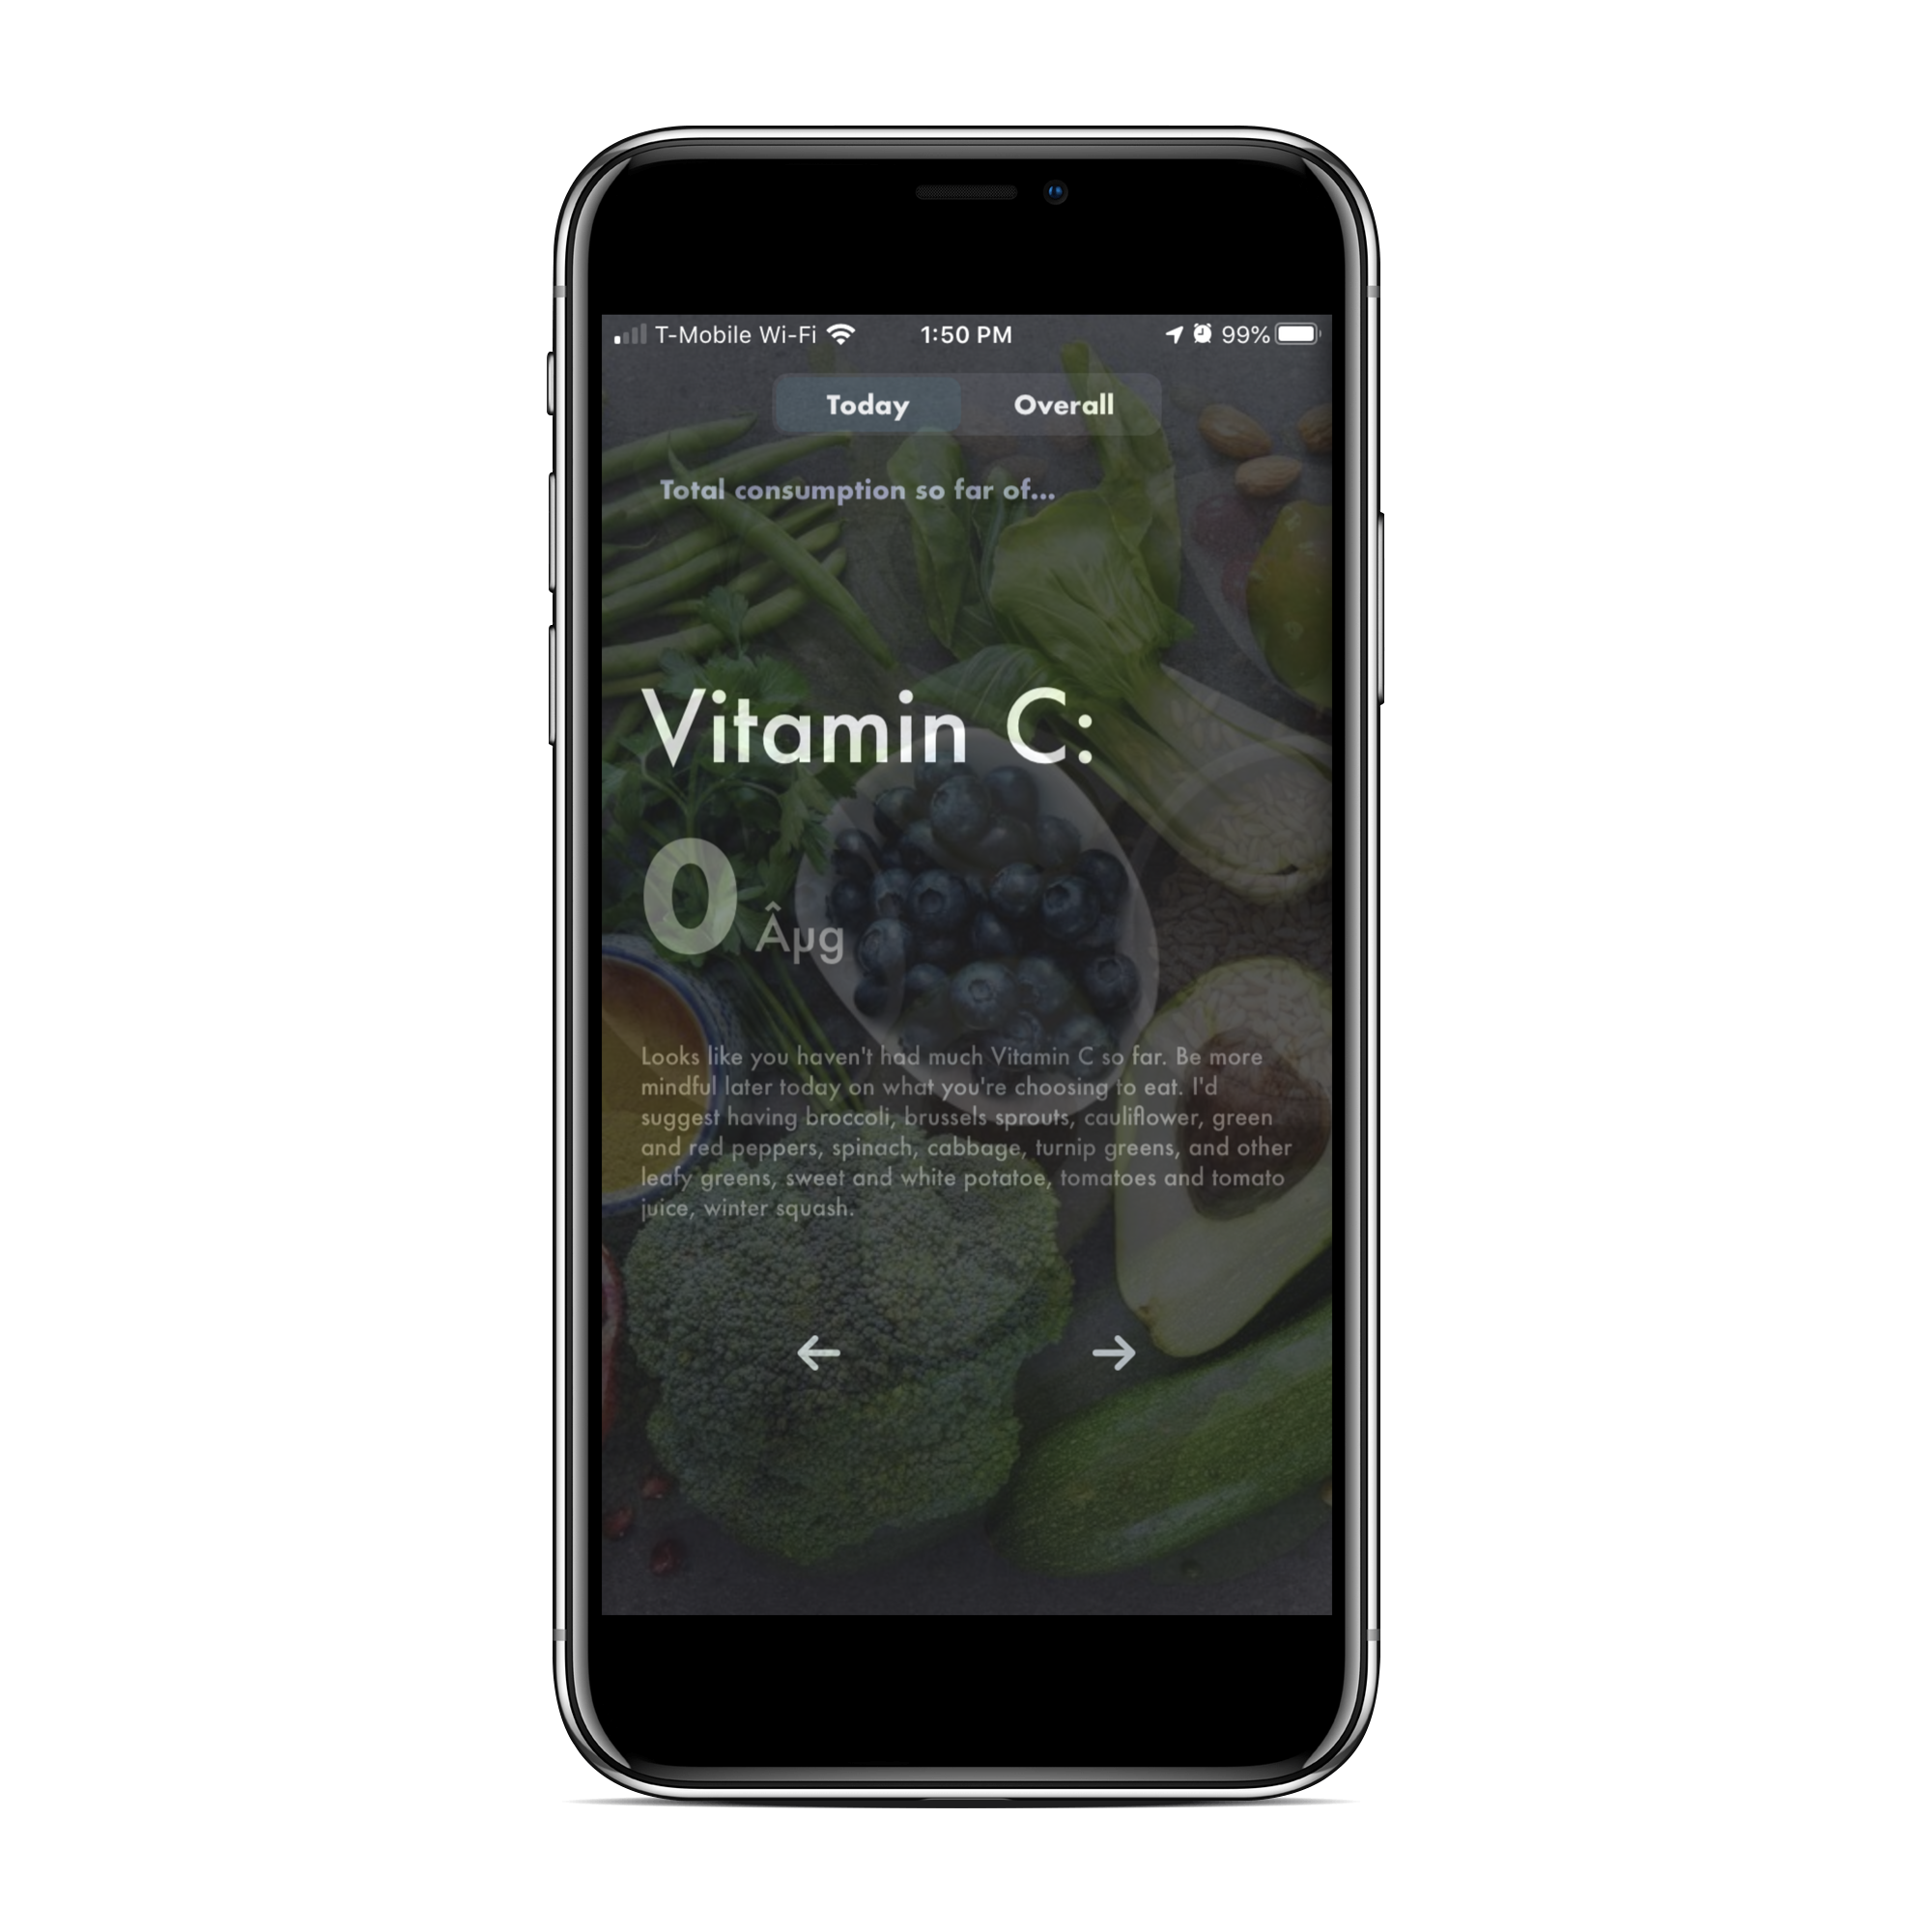 T-Mobile Wi-Fi 1:50 PM 99%
Today Overall
Total consumption so far of...
Vitamin C:
0 Âµg
Looks like you haven't had much Vitamin C so far. Be more
mindful later today on what you're choosing to eat. I'd
suggest having broccoli, brussels sprouts, cauliflower, green
and red peppers, spinach, cabbage, turnip greens, and other
leafy greens, sweet and white potatoe, tomatoes and tomato
juice, winter squash.